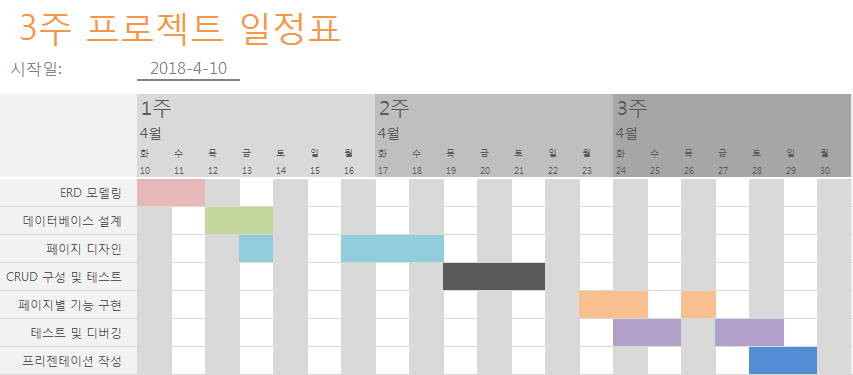 3주 프로젝트 일정표
시작일: 2018-4-10
1주 2주 3주
4월 4월 4월
화 수 목 금 토 일 월 화 수 목 금 토 일 월 화 수 목 금 토 일 월
10 11 12 13 14 15 16 17 18 19 20 21 22 23 24 25 26 27 28 29 30
ERD 모델링
데이터베이스 설계
페이지 디자인
CRUD 구성 및 테스트
페이지별 기능 구현
테스트 및 디버깅
프리젠테이션 작성